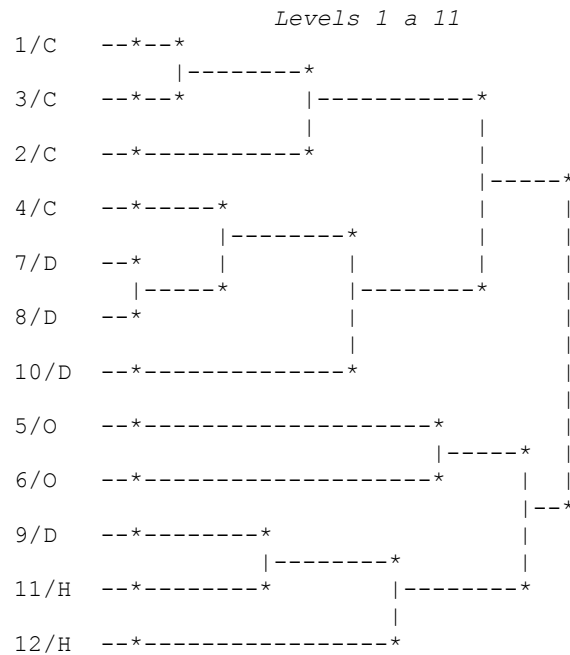 Levels 1 a 11
1/C --*--*
|--------*
3/C --*--* |-----------*
| |
2/C --*-----------* |
|-----*
4/C --*-----* | |
|--------* | |
7/D --* | | | |
|-----* |--------* |
8/D --* | |
| |
10/D --*--------------* |
|
5/O --*--------------------* |
|-----* |
6/O --*--------------------* | |
|--*
9/D --*--------* |
|--------* |
11/H --*--------* |--------*
|
12/H --*-----------------*